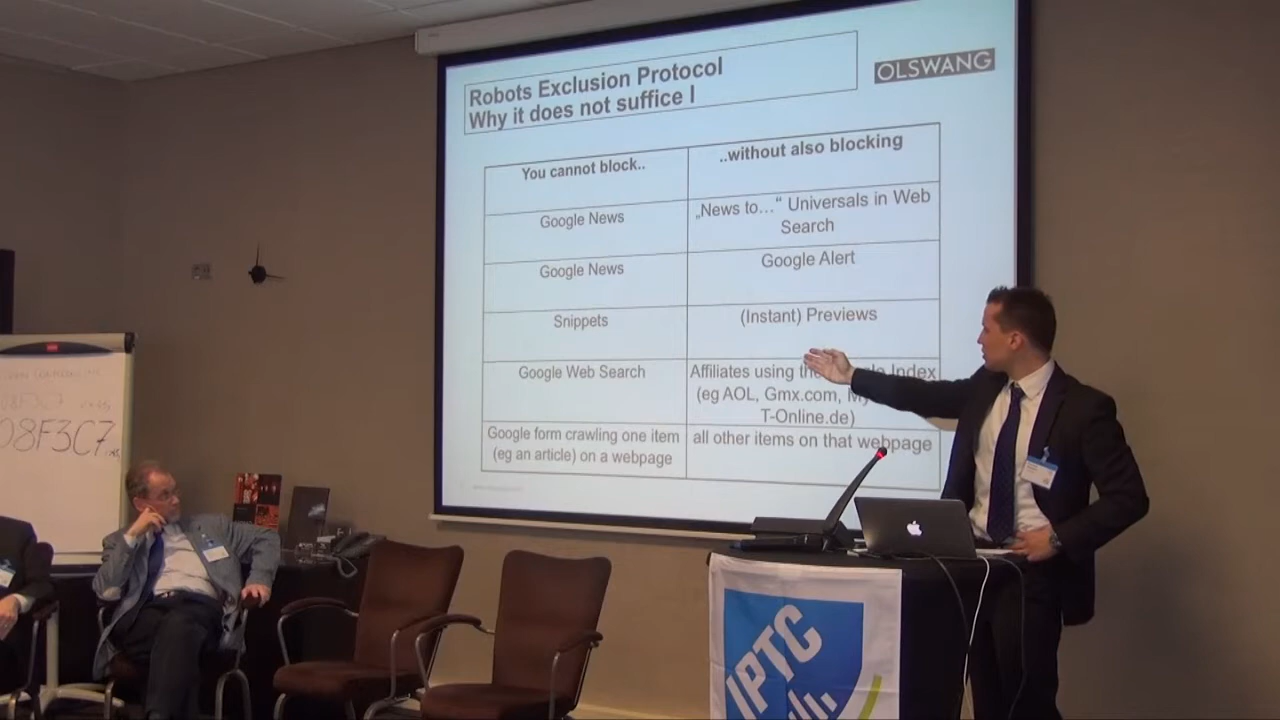 Robots Exclusion Protocol
Why it does not suffice I
OLSWANG
You cannot block..
..without also blocking
Google News
„News to…“ Universals in Web
Search
Google News
Google Alert
Snippets
(Instant) Previews
Google Web Search
Affiliates using the Index
(eg AOL, Gmx.com,
T-Online.de)
Google form crawling one item
(eg an article) on a webpage
all other items on that webpage
08F3C7
08F3C7
IPTC